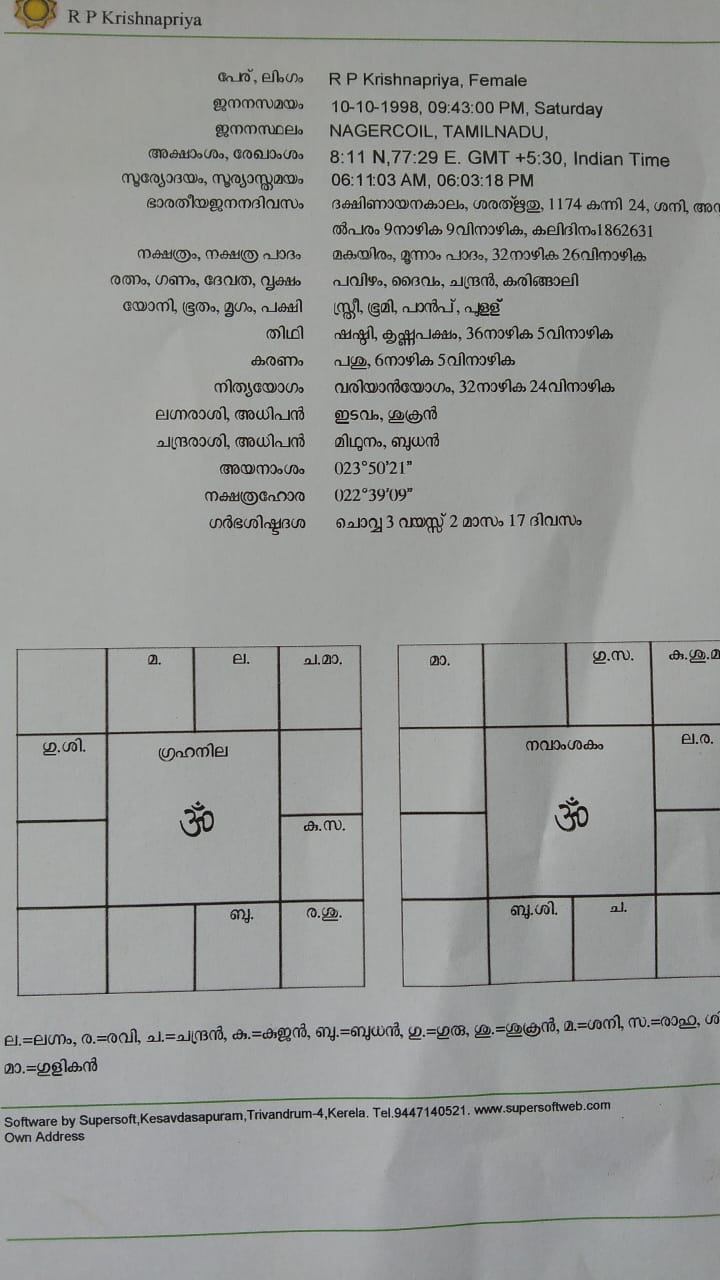 R P Krishnapriya
പേര്, ലിംഗം R P Krishnapriya, Female
ജനനസമയം 10-10-1998, 09:43:00 PM, Saturday
ജനനസ്ഥലം NAGERCOIL, TAMILNADU,
അക്ഷാംശം, രേഖാംശം 8:11 N,77:29 E. GMT +5:30, Indian Time
സൂര്യോദയം, സൂര്യാസ്തമയം 06:11:03 AM, 06:03:18 PM
ഭാരതീയജനനദിവസം ദക്ഷിണായനകാലം, ശരത്ഋതു, 1174 കന്നി 24, ശനി,
ൽപരം 9നാഴിക 9വിനാഴിക, കലിദിനം1862631
നക്ഷത്രം, നക്ഷത്ര പാദം മകയിരം, മൂന്നാം പാദം, 32നാഴിക 26വിനാഴിക
രത്നം, ഗണം, ദേവത, വൃക്ഷം പവിഴം, ദൈവം, ചന്ദ്രൻ, കരിങ്ങാലി
യോനി, ഭൂതം, മൃഗം, പക്ഷി സ്ത്രീ, ഭൂമി, പാൻപ്, പുളള്
തിഥി ഷഷ്ഠി, കൃഷ്ണപക്ഷം, 36നാഴിക 5വിനാഴിക
കരണം പശു, 6നാഴിക 5വിനാഴിക
നിത്യയോഗം വരിയാൻയോഗം, 32നാഴിക 24വിനാഴിക
ലഗ്നരാശി, അധിപൻ ഇടവം, ശുക്രൻ
ചന്ദ്രരാശി, അധിപൻ മിഥുനം, ബുധൻ
അയനാംശം 023°50'21"
നക്ഷത്രഹോര 022°39'09"
ഗർഭശിഷ്ടദശ ചൊവ്വ 3 വയസ്സ് 2 മാസം 17 ദിവസം
മ. ല. ച.മാ. മാ. ഗു.സ. കു.ശു.മ
ഗു.ശി. ഗ്രഹനില നവാംശകം ല.ര.
ॐ ॐ
കു.സ.
ബു. ര.ശു. ബു.ശി. ച.
ല.=ലഗ്നം, ര.=രവി, ച.=ചന്ദ്രൻ, കു.=കുജൻ, ബു.=ബുധൻ, ഗു.=ഗുരു, ശു.=ശുക്രൻ, മ.=ശനി, സ.=രാഹു, ശി
മാ.=ഗുളികൻ
Software by Supersoft,Kesavdasapuram,Trivandrum-4,Kerala. Tel.9447140521. www.supersoftweb.com
Own Address